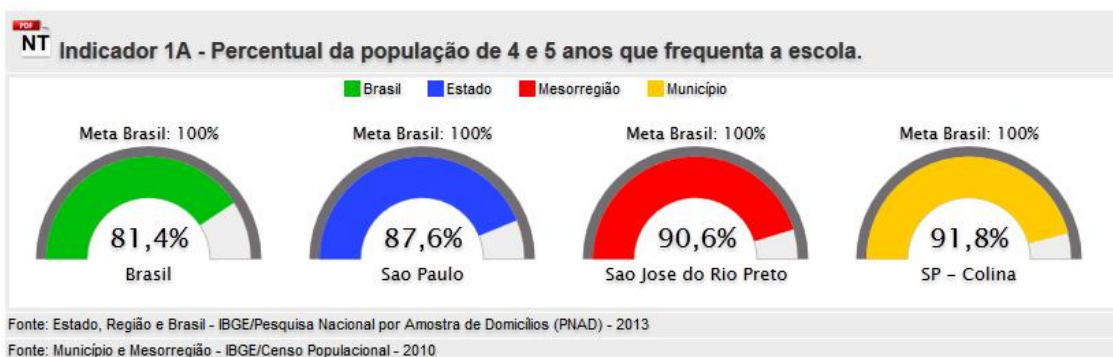 PDF
NT Indicador 1A - Percentual da população de 4 e 5 anos que frequenta a escola.
Brasil Estado Mesorregião Município
Meta Brasil: 100% Meta Brasil: 100% Meta Brasil: 100% Meta Brasil: 100%
81,4% 87,6% 90,6% 91,8%
Brasil Sao Paulo Sao Jose do Rio Preto SP - Colina
Fonte: Estado, Região e Brasil - IBGE/Pesquisa Nacional por Amostra de Domicílios (PNAD) - 2013
Fonte: Município e Mesorregião - IBGE/Censo Populacional - 2010